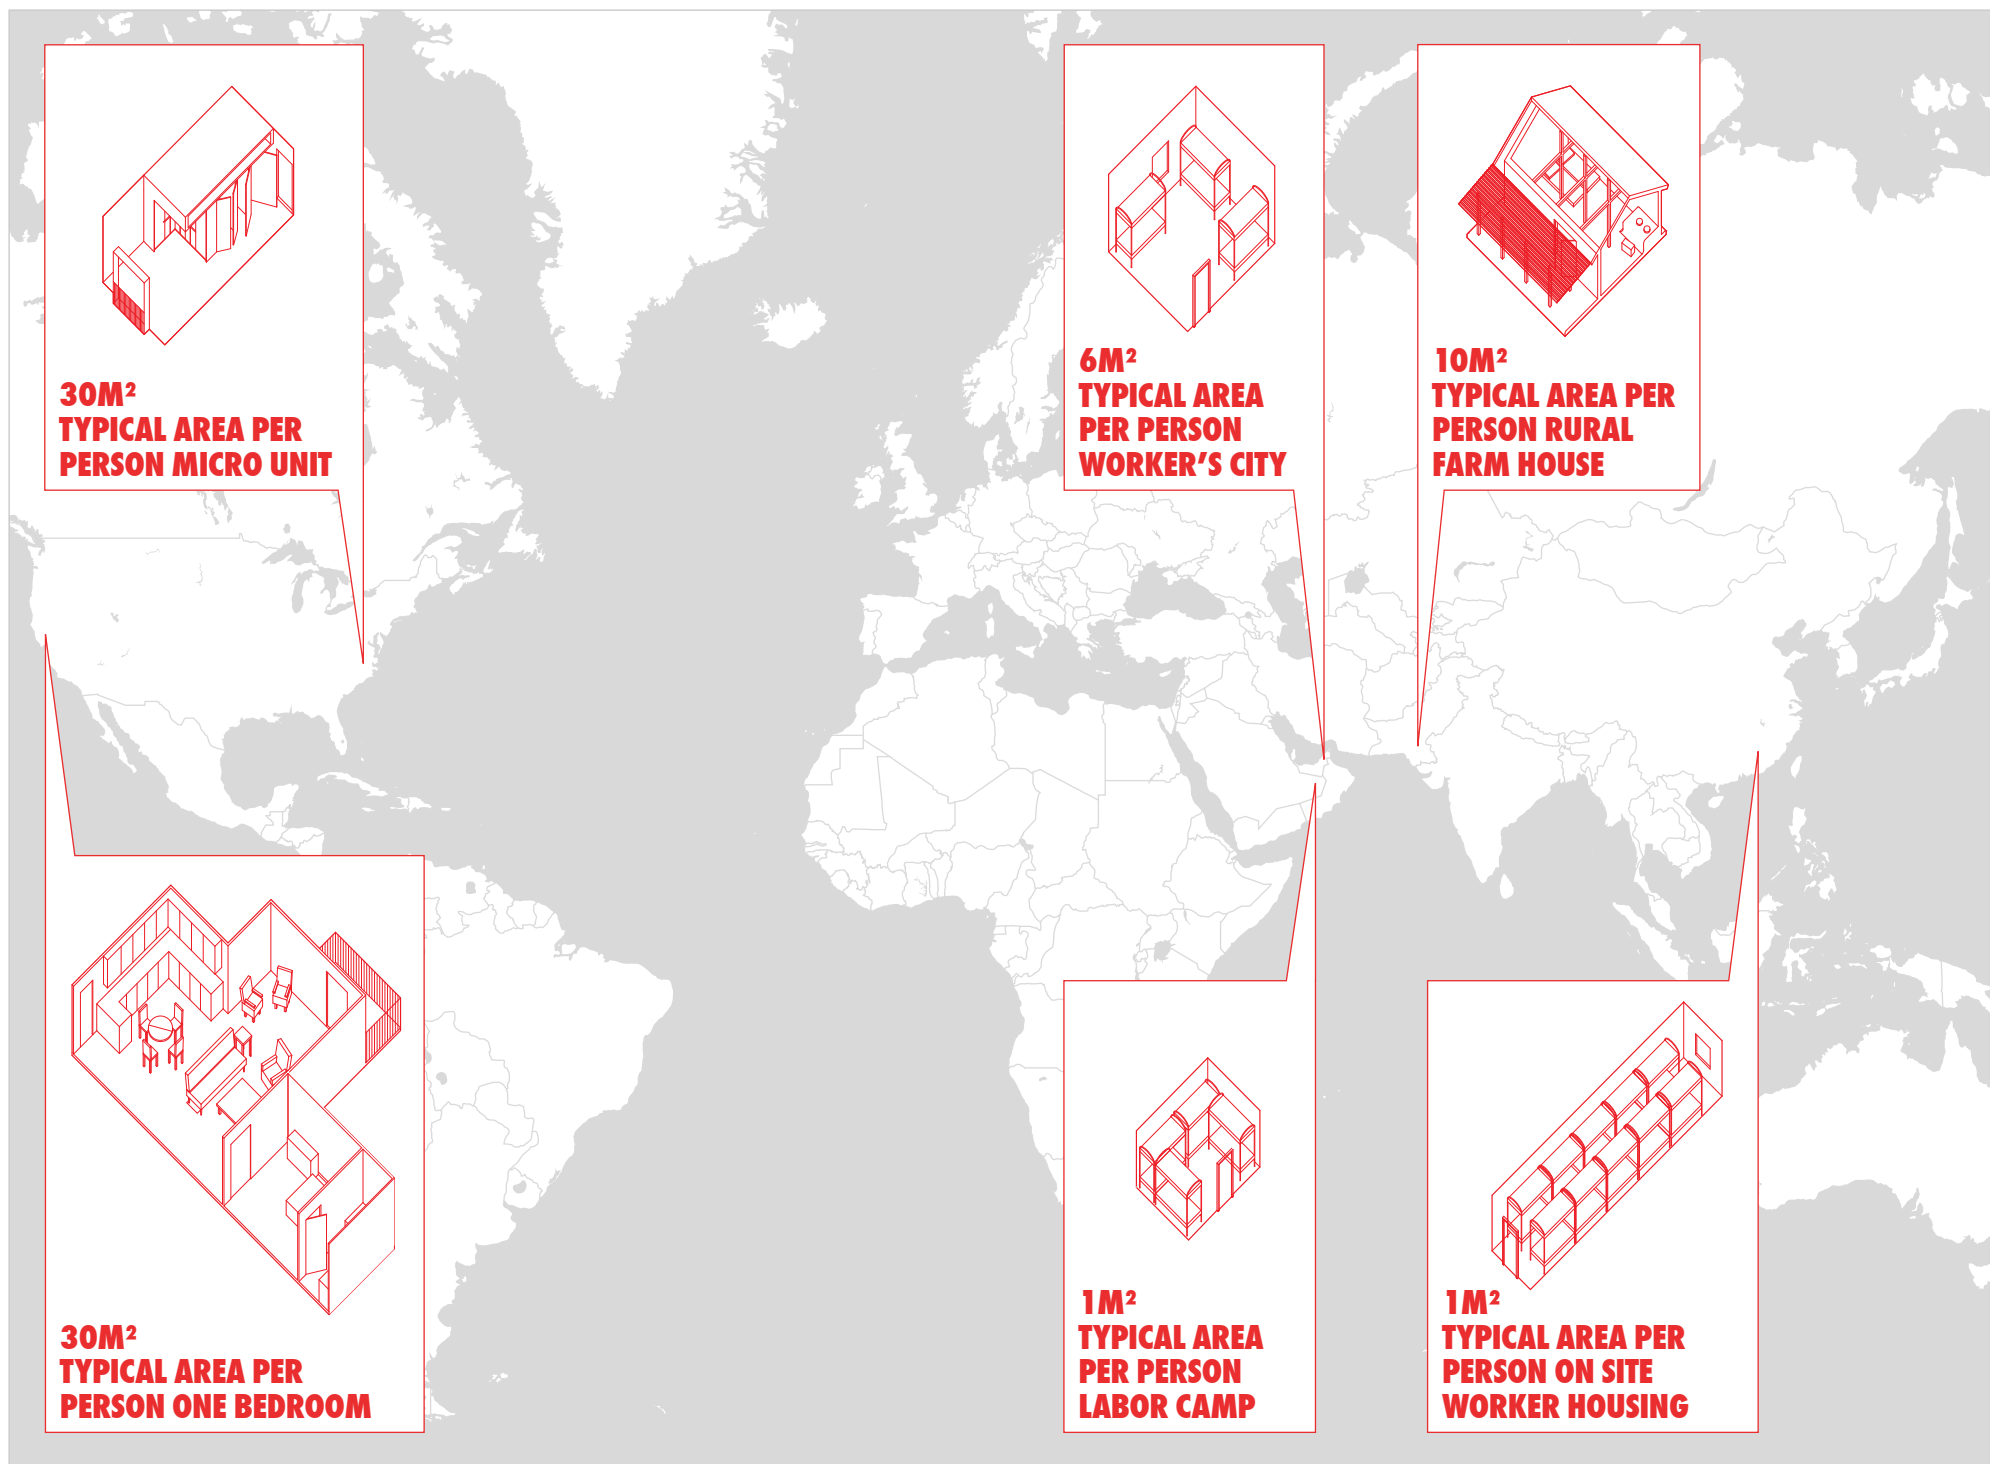 30M²
TYPICAL AREA PER
PERSON MICRO UNIT
6M²
TYPICAL AREA
PER PERSON
WORKER’S CITY
10M²
TYPICAL AREA PER
PERSON RURAL
FARM HOUSE
30M²
TYPICAL AREA PER
PERSON ONE BEDROOM
1M²
TYPICAL AREA
PER PERSON
LABOR CAMP
1M²
TYPICAL AREA PER
PERSON ON SITE
WORKER HOUSING